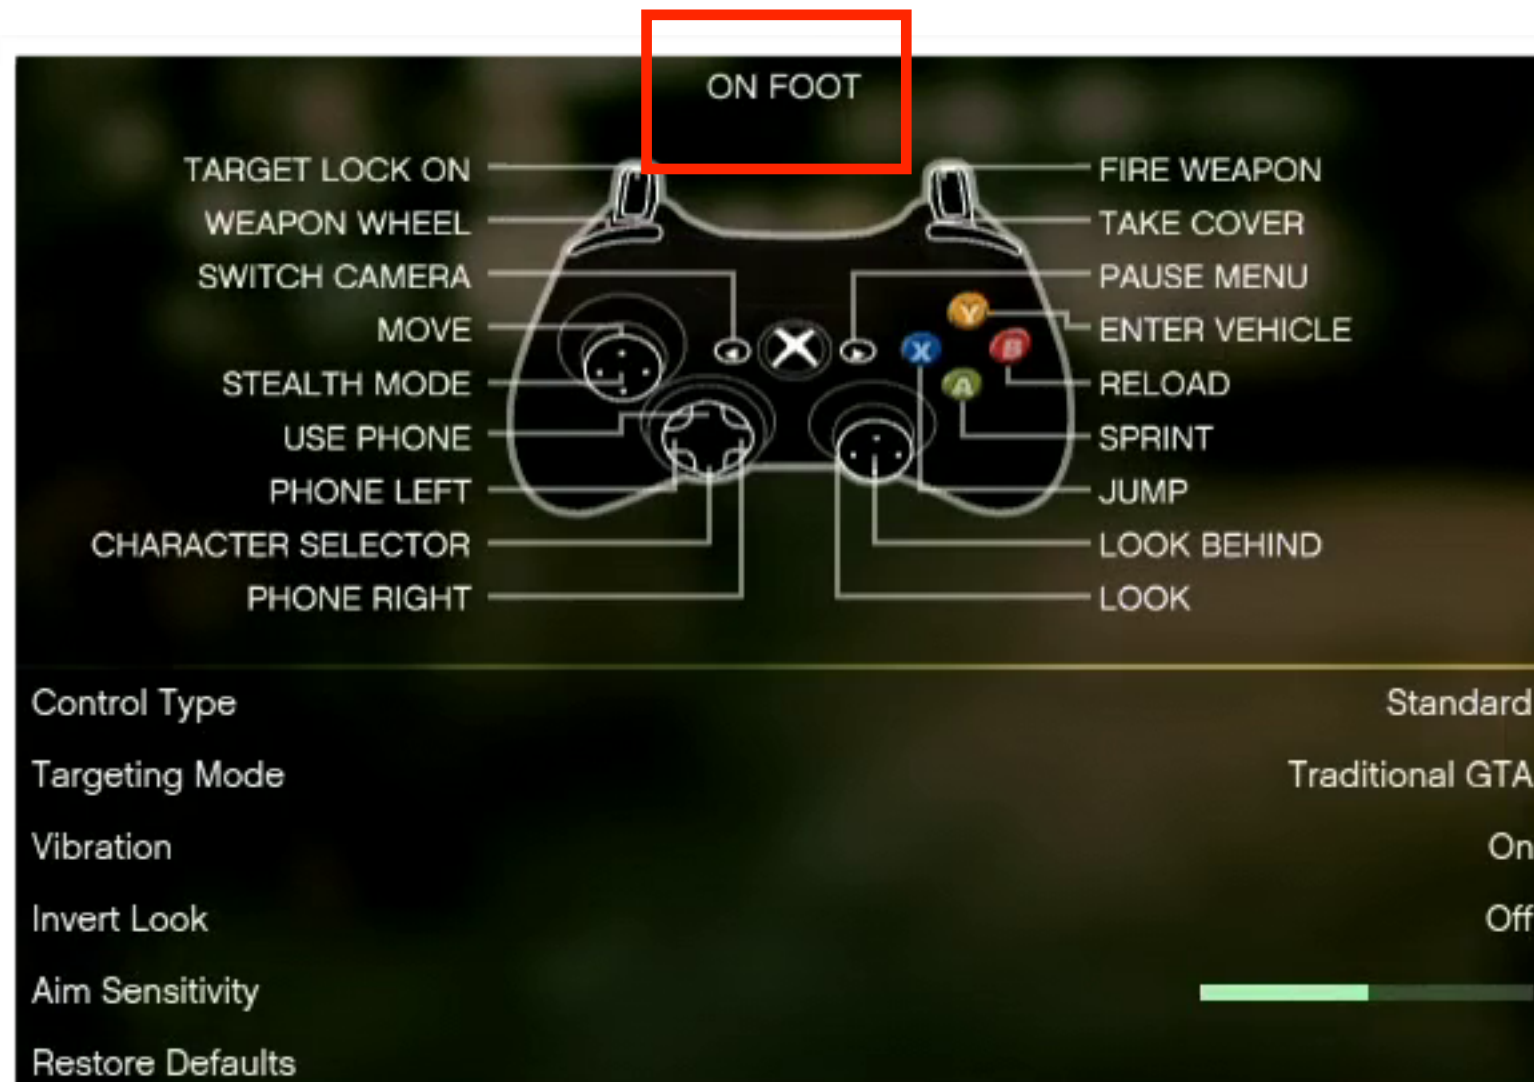 ON FOOT
TARGET LOCK ON
WEAPON WHEEL
SWITCH CAMERA
MOVE
STEALTH MODE
USE PHONE
PHONE LEFT
CHARACTER SELECTOR
PHONE RIGHT
FIRE WEAPON
TAKE COVER
PAUSE MENU
Y
ENTER VEHICLE
X
B
RELOAD
A
SPRINT
JUMP
LOOK BEHIND
LOOK
Control Type Standard
Targeting Mode Traditional GTA
Vibration On
Invert Look Off
Aim Sensitivity
Restore Defaults